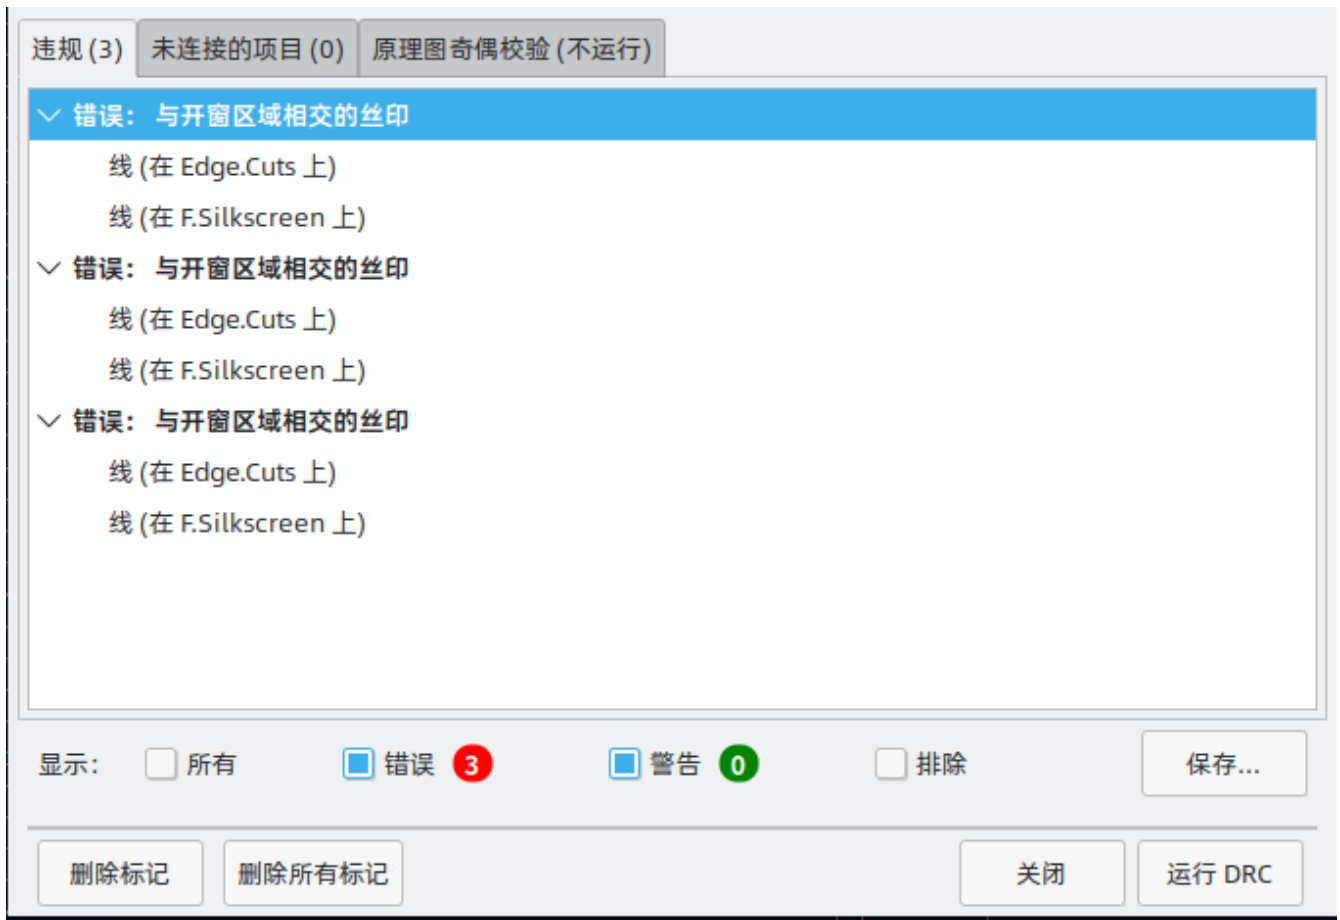 违规 (3) 未连接的项目 (0) 原理图奇偶校验 (不运行)
错误： 与开窗区域相交的丝印
线 (在 Edge.Cuts 上)
线 (在 F.Silkscreen 上)
错误： 与开窗区域相交的丝印
线 (在 Edge.Cuts 上)
线 (在 F.Silkscreen 上)
错误： 与开窗区域相交的丝印
线 (在 Edge.Cuts 上)
线 (在 F.Silkscreen 上)
显示： 所有 错误 3 警告 0 排除 保存...
删除标记 删除所有标记 关闭 运行 DRC